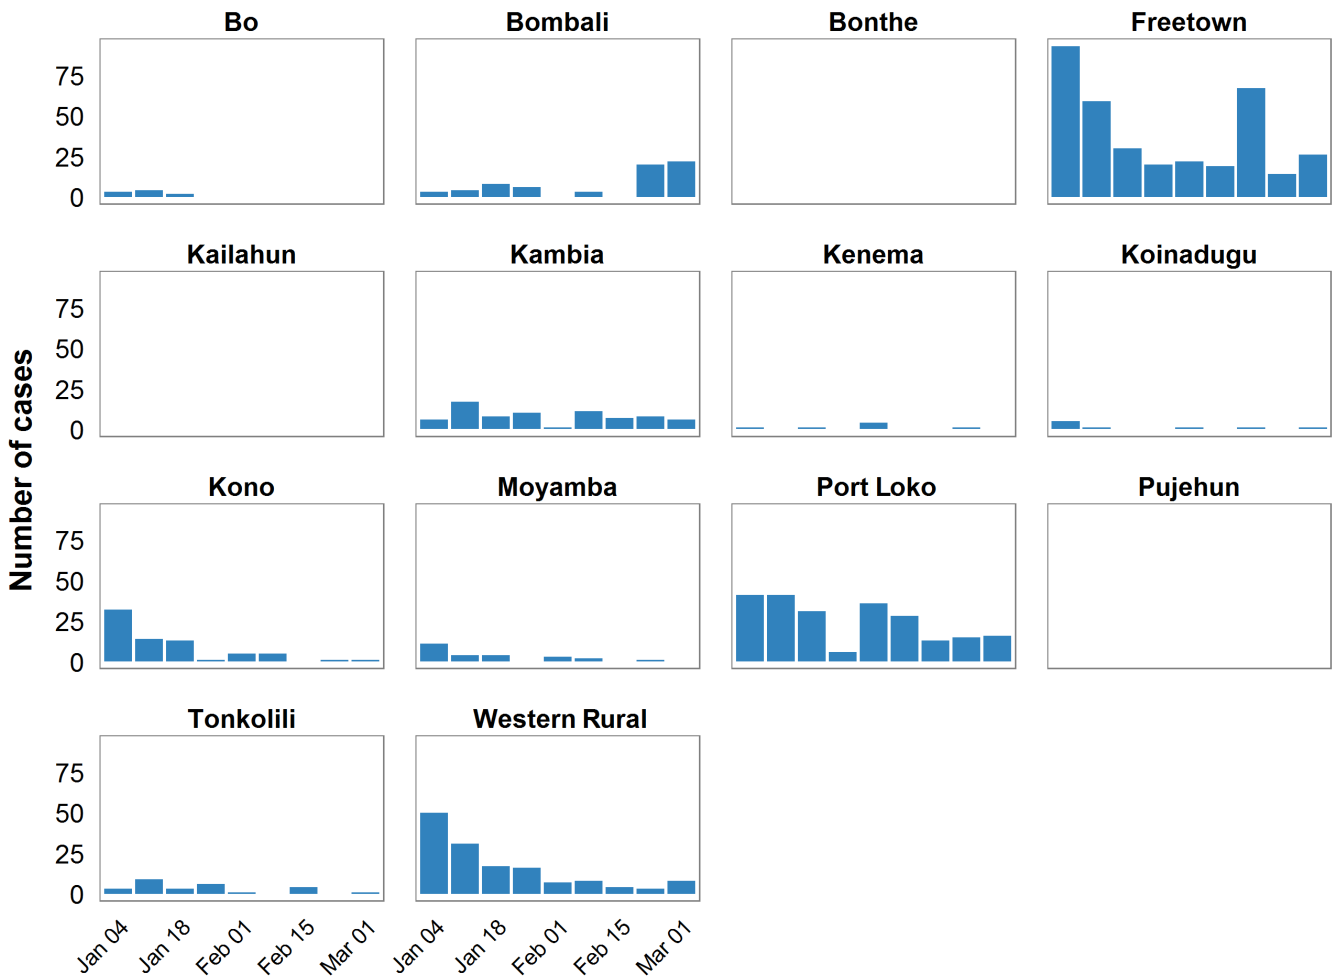 Bo Bombali Bonthe Freetown
75
50
25
0
Kailahun Kambia Kenema Koinadugu
75
50
25
0
Number of cases
Kono Moyamba Port Loko Pujehun
75
50
25
0
Tonkolili Western Rural
75
50
25
0
Jan 04 Jan 18 Feb 01 Feb 15 Mar 01 Jan 04 Jan 18 Feb 01 Feb 15 Mar 01